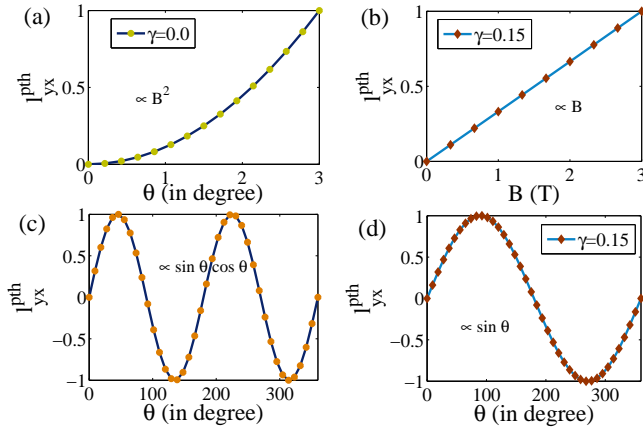 (a)
γ=0.0
∝ B²
l^pth_yx
1
0.5
0
0 1 2 3
θ (in degree)
(b)
γ=0.15
∝ B
l^pth_yx
1
0.5
0
0 1 2 3
B (T)
(c)
∝ sin θ cos θ
l^pth_yx
1
0.5
0
−0.5
−1
0 100 200 300
θ (in degree)
(d)
γ=0.15
∝ sin θ
l^pth_yx
1
0.5
0
−0.5
−1
0 100 200 300
θ (in degree)